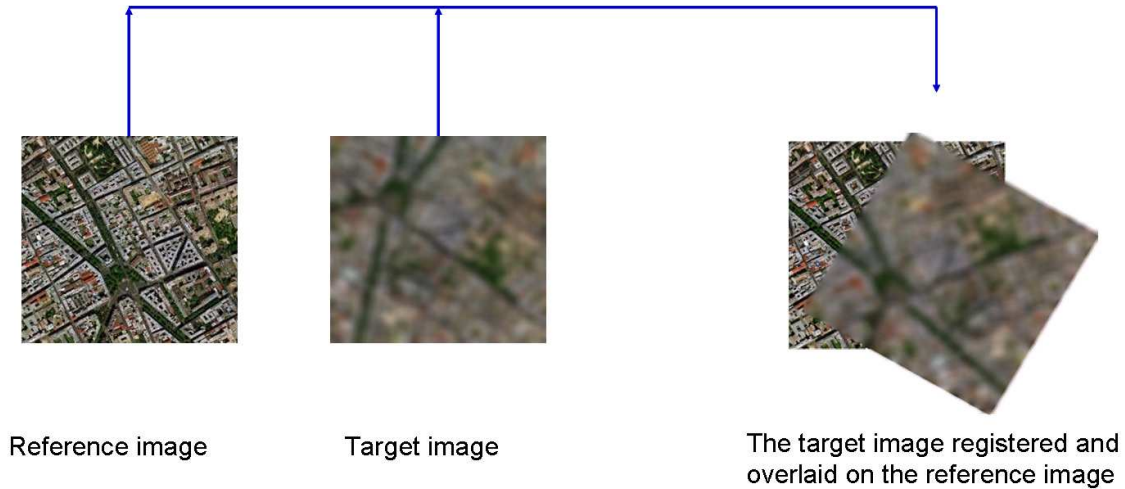 Reference image
Target image
The target image registered and
overlaid on the reference image